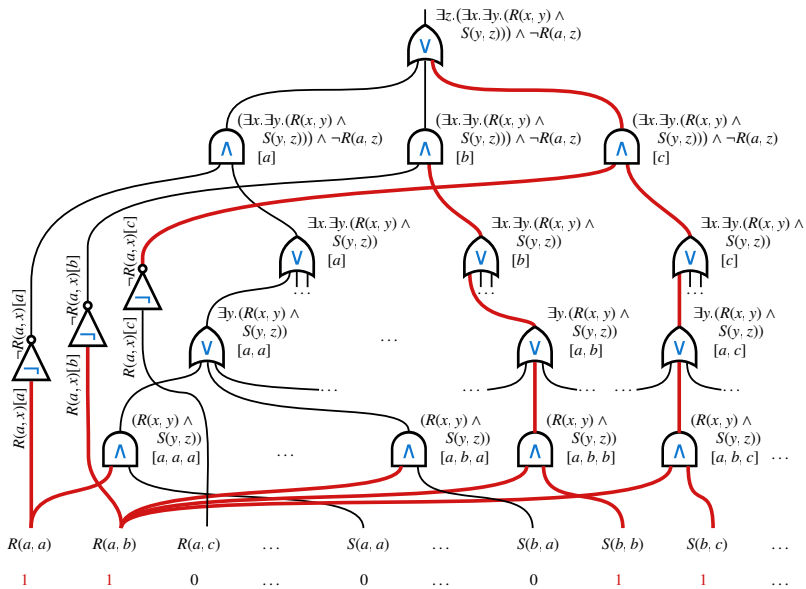 ∃z.(∃x.∃y.(R(x, y) ∧
S(y, z))) ∧ ¬R(a, z)
∨
(∃x.∃y.(R(x, y) ∧
S(y, z))) ∧ ¬R(a, z)
[a]
∧
(∃x.∃y.(R(x, y) ∧
S(y, z))) ∧ ¬R(a, z)
[b]
∧
(∃x.∃y.(R(x, y) ∧
S(y, z))) ∧ ¬R(a, z)
[c]
∧
∃x.∃y.(R(x, y) ∧
S(y, z))
[a]
∨
...
∃x.∃y.(R(x, y) ∧
S(y, z))
[b]
∨
...
∃x.∃y.(R(x, y) ∧
S(y, z))
[c]
∨
...
¬R(a, x)[a]
¬
R(a, x)[a]
¬R(a, x)[b]
¬
R(a, x)[b]
¬R(a, x)[c]
¬
R(a, x)[c]
∃y.(R(x, y) ∧
S(y, z))
[a, a]
∨
...
...
∃y.(R(x, y) ∧
S(y, z))
[a, b]
∨
...
...
∃y.(R(x, y) ∧
S(y, z))
[a, c]
∨
...
...
(R(x, y) ∧
S(y, z))
[a, a, a]
∧
...
(R(x, y) ∧
S(y, z))
[a, b, a]
∧
(R(x, y) ∧
S(y, z))
[a, b, b]
∧
(R(x, y) ∧
S(y, z))
[a, b, c]
∧
...
R(a, a) R(a, b) R(a, c) ... S(a, a) ... S(b, a) S(b, b) S(b, c) ...
1 1 0 ... 0 ... 0 1 1 ...